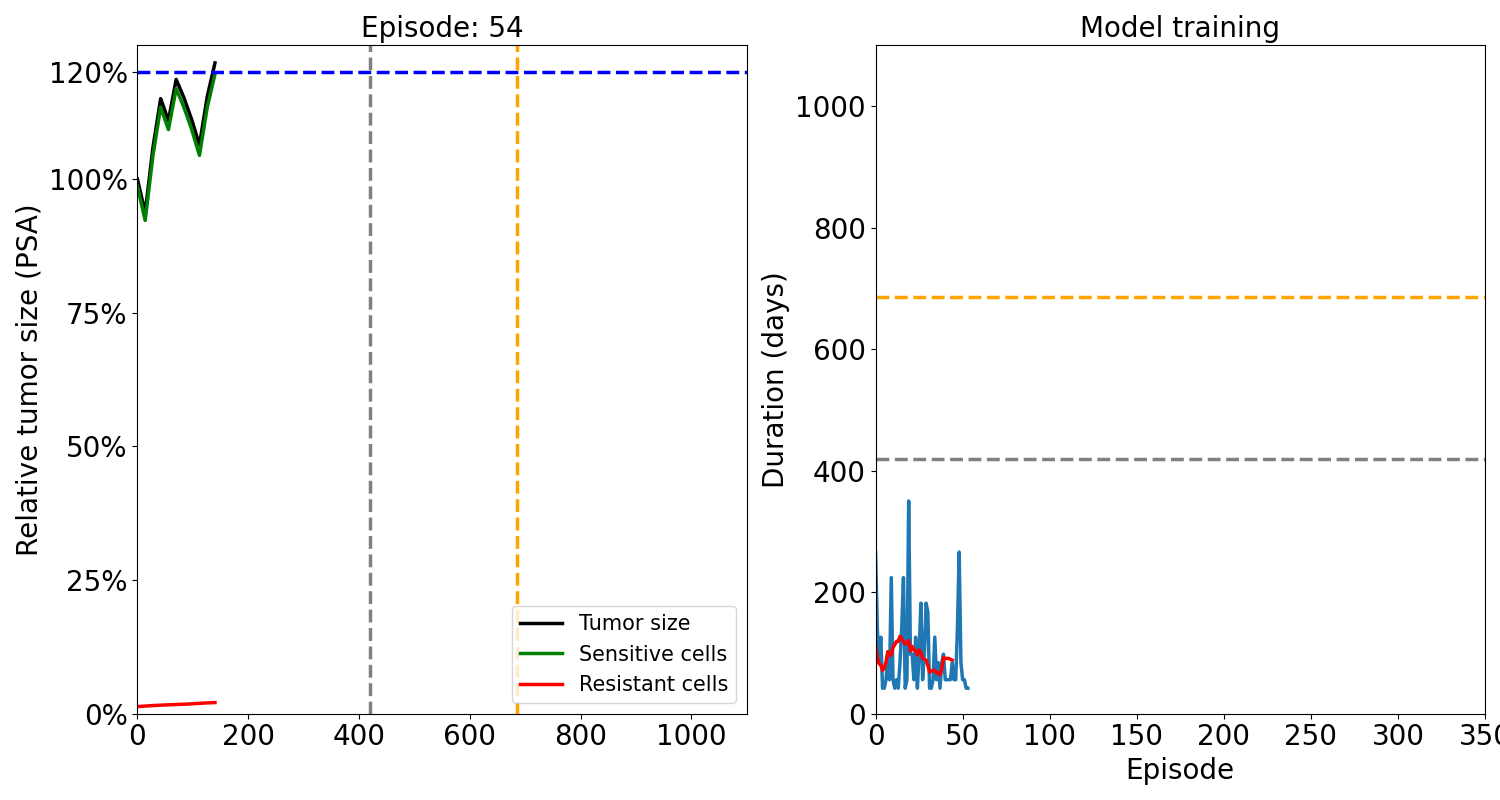 Episode: 54
Relative tumor size (PSA)
120%
100%
75%
50%
25%
0%
0 200 400 600 800 1000
Tumor size
Sensitive cells
Resistant cells
Model training
Duration (days)
1000
800
600
400
200
0
0 50 100 150 200 250 300 350
Episode